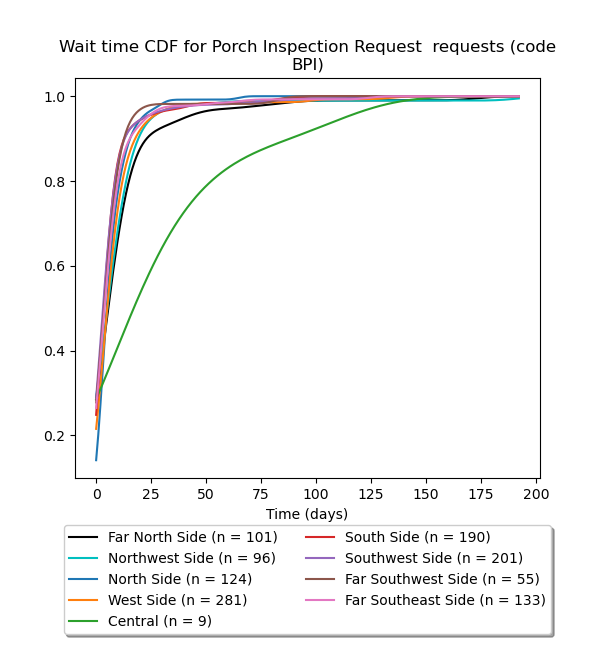 Wait time CDF for Porch Inspection Request  requests (code
BPI)
1.0
0.8
0.6
0.4
0.2
0 25 50 75 100 125 150 175 200
Time (days)
Far North Side (n = 101)
Northwest Side (n = 96)
North Side (n = 124)
West Side (n = 281)
Central (n = 9)
South Side (n = 190)
Southwest Side (n = 201)
Far Southwest Side (n = 55)
Far Southeast Side (n = 133)